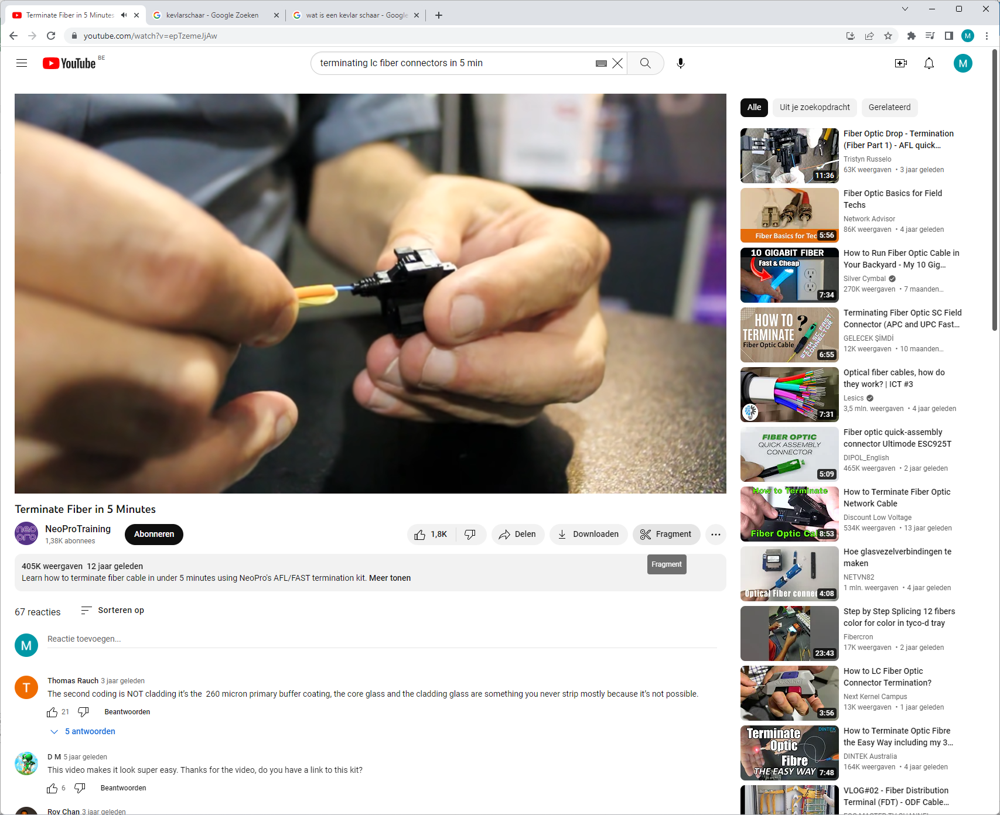 Terminate Fiber in 5 Minutes
kevlarschaar - Google Zoeken
wat is een kevlar schaar - Google
youtube.com/watch?v=epTzemeJjAw
M
YouTube BE
terminating lc fiber connectors in 5 min
M
Alle
Uit je zoekopdracht
Gerelateerd
Terminate Fiber in 5 Minutes
neo
pro
NeoProTraining
1,38K abonnees
Abonneren
1,8K
Delen
Downloaden
Fragment
Fragment
405K weergaven 12 jaar geleden
Learn how to terminate fiber cable in under 5 minutes using NeoPro's AFL/FAST termination kit. Meer tonen
67 reacties
Sorteren op
M
Reactie toevoegen...
T
Thomas Rauch 3 jaar geleden
The second coding is NOT cladding it's the 260 micron primary buffer coating, the core glass and the cladding glass are something you never strip mostly because it's not possible.
21
Beantwoorden
5 antwoorden
D M 5 jaar geleden
This video makes it look super easy. Thanks for the video, do you have a link to this kit?
6
Beantwoorden
Roy Chan 3 jaar geleden
11:36
Fiber Optic Drop - Termination
(Fiber Part 1) - AFL quick...
Tristyn Russelo
63K weergaven • 3 jaar geleden
Fiber Basics for Tec
5:56
Fiber Optic Basics for Field
Techs
Network Advisor
86K weergaven • 4 jaar geleden
10 GIGABIT FIBER
Fast & Cheap
7:34
How to Run Fiber Optic Cable in
Your Backyard - My 10 Gig...
Silver Cymbal
270K weergaven • 7 maanden...
HOW TO
TERMINATE
Fiber Optic Cable
?
WITH SC FAST
CONNECTOR
6:55
Terminating Fiber Optic SC Field
Connector (APC and UPC Fast...
GELECEK ŞİMDİ
12K weergaven • 10 maanden...
7:31
Optical fiber cables, how do
they work? | ICT #3
Lesics
3,5 mln. weergaven • 4 jaar geleden
FIBER OPTIC
QUICK ASSEMBLY
CONNECTOR
5:09
Fiber optic quick-assembly
connector Ultimode ESC925T
DIPOL_English
465K weergaven • 2 jaar geleden
How to Terminate
Fiber Optic Ca
8:53
How to Terminate Fiber Optic
Network Cable
Discount Low Voltage
534K weergaven • 13 jaar geleden
Optical Fiber connec
4:08
Hoe glasvezelverbindingen te
maken
NETVN82
1 mln. weergaven • 4 jaar geleden
23:43
Step by Step Splicing 12 fibers
color for color in tyco-d tray
Fibercron
17K weergaven • 2 jaar geleden
CORNING
3:56
How to LC Fiber Optic
Connector Termination?
Next Kernel Campus
13K weergaven • 1 jaar geleden
DINTEK
Terminate
Optic
Fibre
THE EASY WAY
7:48
How to Terminate Optic Fibre
the Easy Way including my 3...
DINTEK Australia
164K weergaven • 4 jaar geleden
VLOG#02 - Fiber Distribution
Terminal (FDT) - ODF Cable...